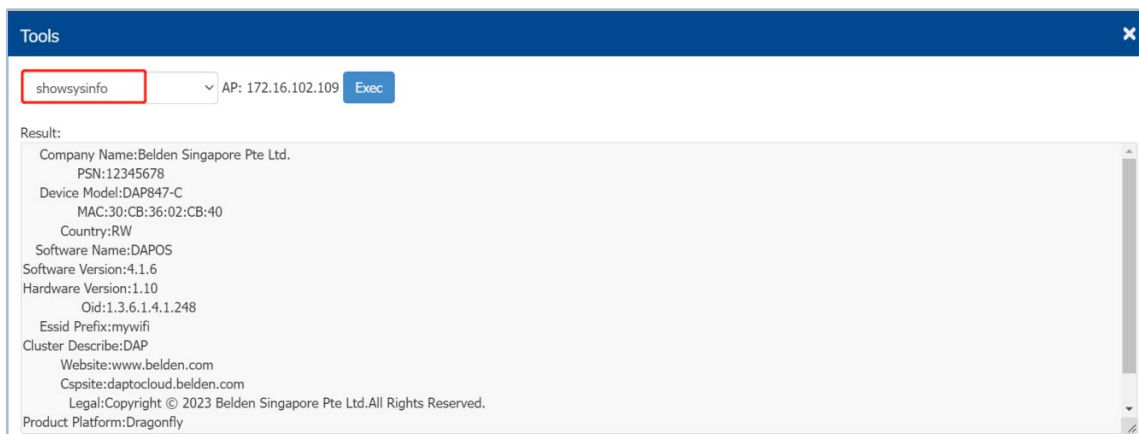 Tools
showsysinfo AP: 172.16.102.109 Exec
Result:
Company Name:Belden Singapore Pte Ltd.
PSN:12345678
Device Model:DAP847-C
MAC:30:CB:36:02:CB:40
Country:RW
Software Name:DAPOS
Software Version:4.1.6
Hardware Version:1.10
Oid:1.3.6.1.4.1.248
Essid Prefix:mywifi
Cluster Describe:DAP
Website:www.belden.com
Cspsite:daptocloud.belden.com
Legal:Copyright © 2023 Belden Singapore Pte Ltd.All Rights Reserved.
Product Platform:Dragonfly